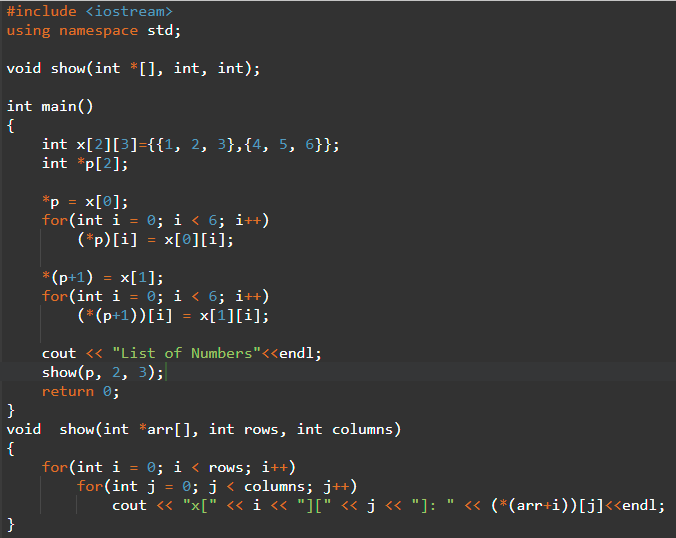 #include <iostream>
using namespace std;
void show(int *[], int, int);
int main()
{
int x[2][3]={{1, 2, 3},{4, 5, 6}};
int *p[2];
*p = x[0];
for(int i = 0; i < 6; i++)
(*p)[i] = x[0][i];
*(p+1) = x[1];
for(int i = 0; i < 6; i++)
(*(p+1))[i] = x[1][i];
cout << "List of Numbers"<<endl;
show(p, 2, 3);
return 0;
}
void  show(int *arr[], int rows, int columns)
{
for(int i = 0; i < rows; i++)
for(int j = 0; j < columns; j++)
cout << "x[" << i << "][" << j << "]: " << (*(arr+i))[j]<<endl;
}